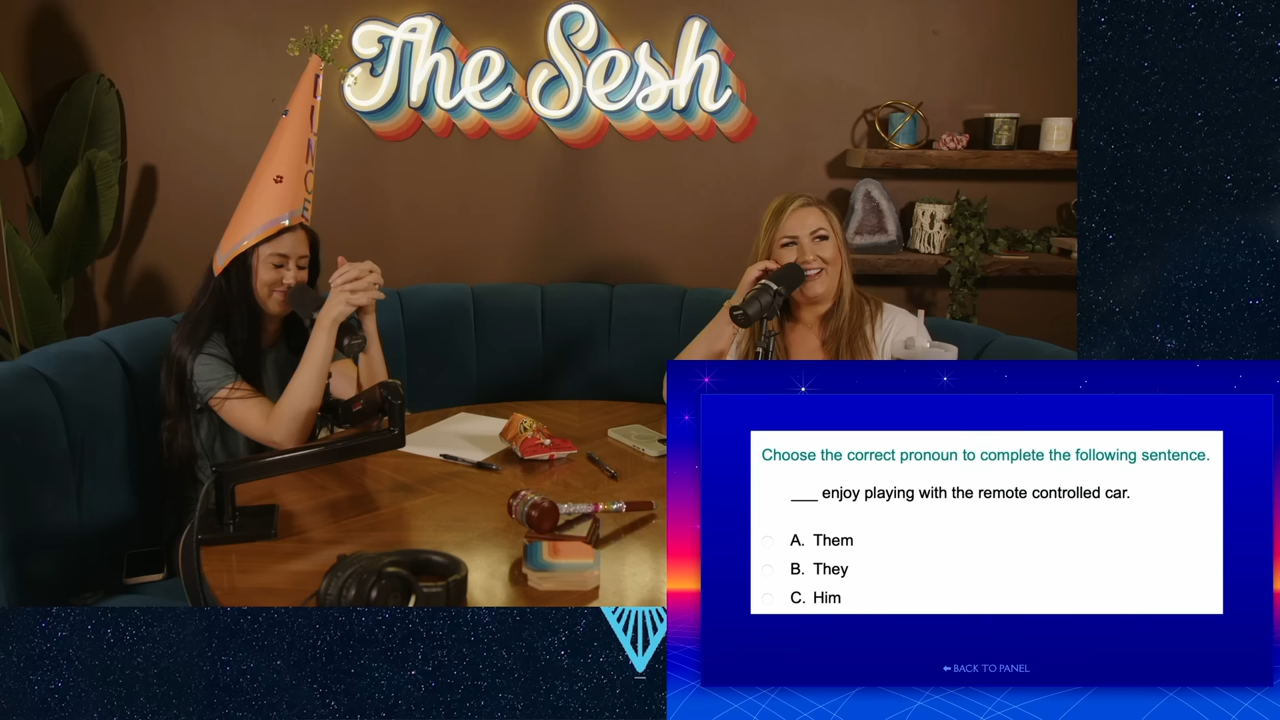 The Sesh
DUNCE
Choose the correct pronoun to complete the following sentence.
___ enjoy playing with the remote controlled car.
A. Them
B. They
C. Him
BACK TO PANEL